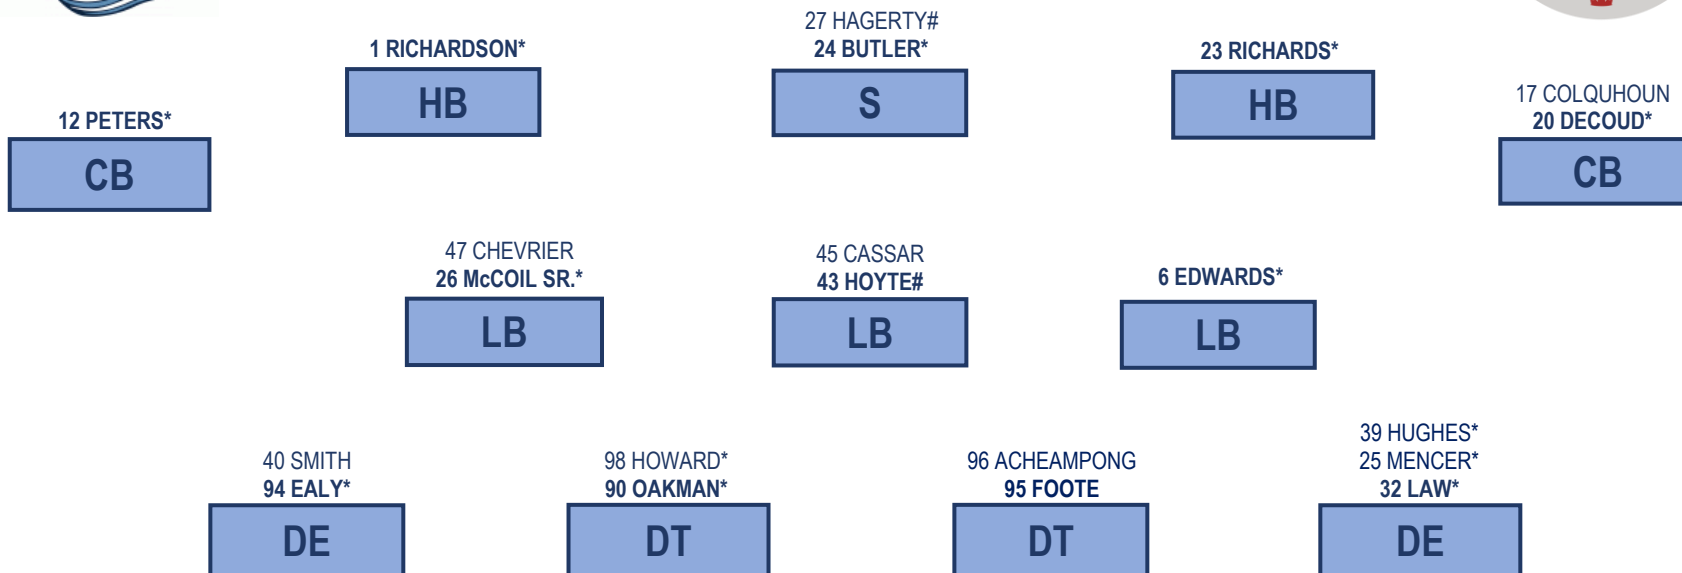 27 HAGERTY#
1 RICHARDSON*
24 BUTLER*
23 RICHARDS*
HB
S
HB
17 COLQUHOUN
12 PETERS*
20 DECOUD*
CB
CB
47 CHEVRIER
26 McCOIL SR.*
45 CASSAR
43 HOYTE#
6 EDWARDS*
LB
LB
LB
39 HUGHES*
40 SMITH
98 HOWARD*
96 ACHEAMPONG
25 MENCER*
94 EALY*
90 OAKMAN*
95 FOOTE
32 LAW*
DE
DT
DT
DE